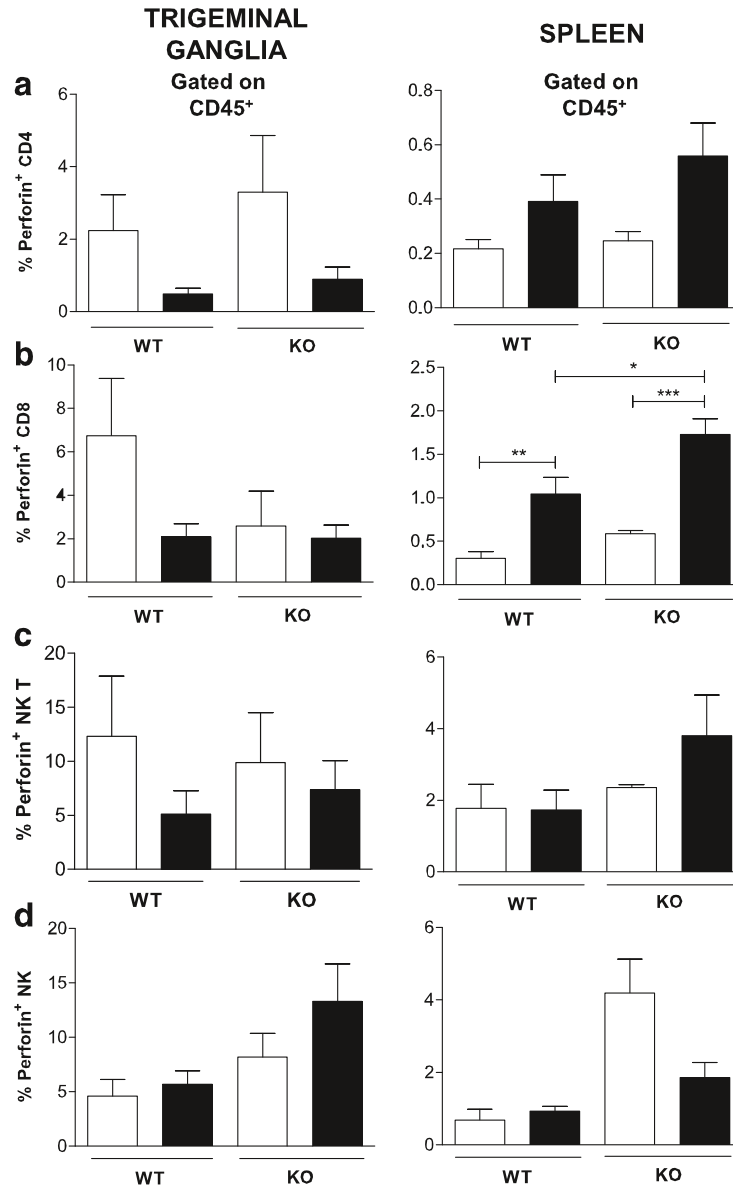 TRIGEMINAL
GANGLIA
SPLEEN
a
Gated on
CD45⁺
Gated on
CD45⁺
% Perforin⁺ CD4
6
4
2
0
WT
KO
0.8
0.6
0.4
0.2
0.0
WT
KO
b
% Perforin⁺ CD8
10
8
6
4
2
0
WT
KO
2.5
2.0
1.5
1.0
0.5
0.0
*
***
**
WT
KO
c
% Perforin⁺ NK T
20
15
10
5
0
WT
KO
6
4
2
0
WT
KO
d
% Perforin⁺ NK
20
15
10
5
0
WT
KO
6
4
2
0
WT
KO